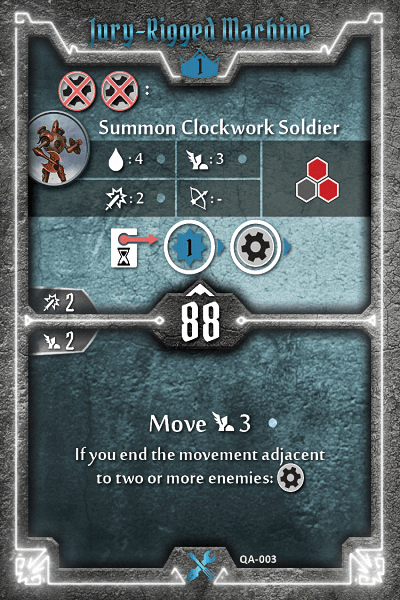 Jury-Rigged Machine
1
:
Summon Clockwork Soldier
: 4
: 3
: 2
: -
1
2
88
2
Move 3
If you end the movement adjacent
to two or more enemies:
QA-003